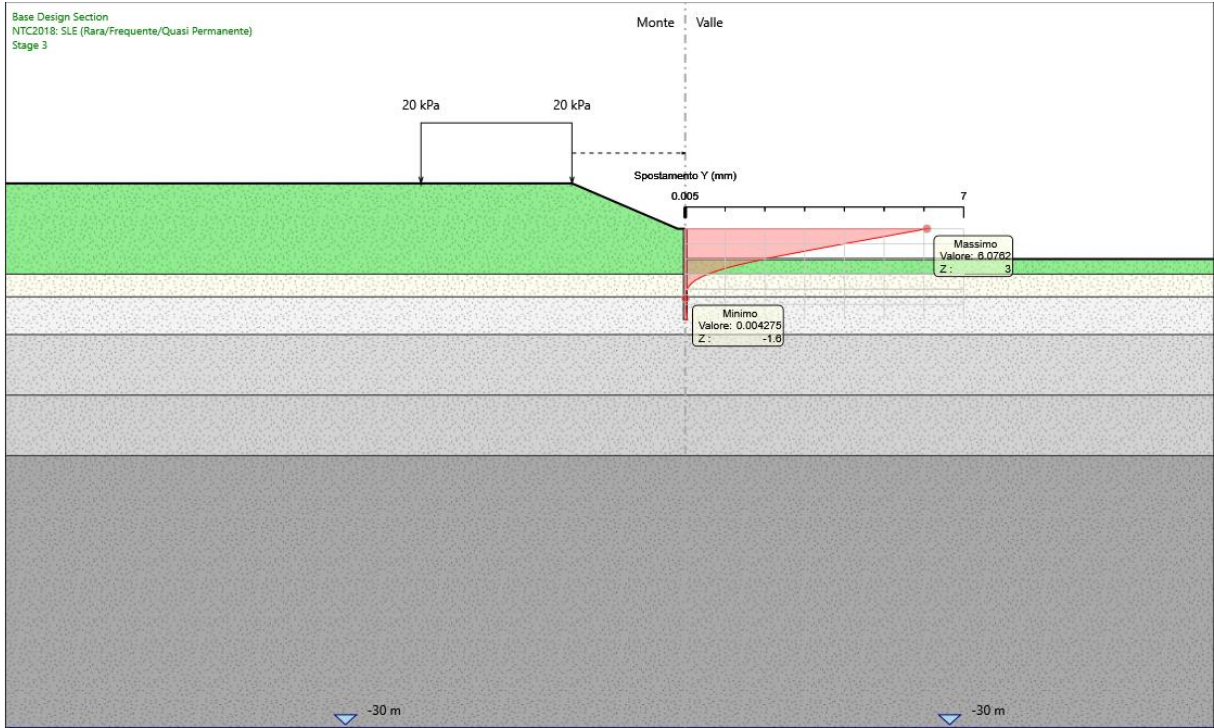 Base Design Section
NTC2018: SLE (Rara/Frequente/Quasi Permanente)
Stage 3
Monte
Valle
20 kPa
20 kPa
Spostamento Y (mm)
0.005
7
Massimo
Valore: 6.0762
Z : 3
Minimo
Valore: 0.004275
Z : -1.6
-30 m
-30 m